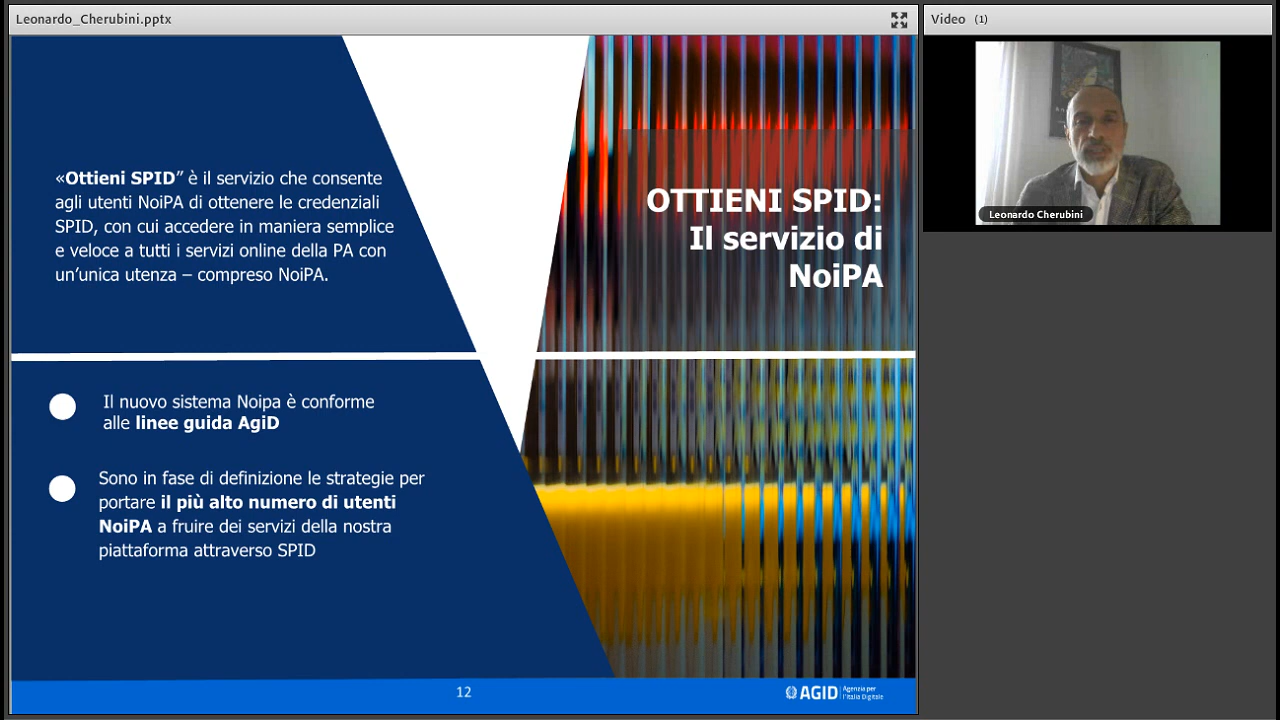 Leonardo_Cherubini.pptx
Video (1)
Leonardo Cherubini
«Ottieni SPID” è il servizio che consente
agli utenti NoiPA di ottenere le credenziali
SPID, con cui accedere in maniera semplice
e veloce a tutti i servizi online della PA con
un’unica utenza – compreso NoiPA.
OTTIENI SPID:
Il servizio di
NoiPA
Il nuovo sistema Noipa è conforme
alle linee guida AgiD
Sono in fase di definizione le strategie per
portare il più alto numero di utenti
NoiPA a fruire dei servizi della nostra
piattaforma attraverso SPID
12
AGID
Agenzia per
l'Italia Digitale